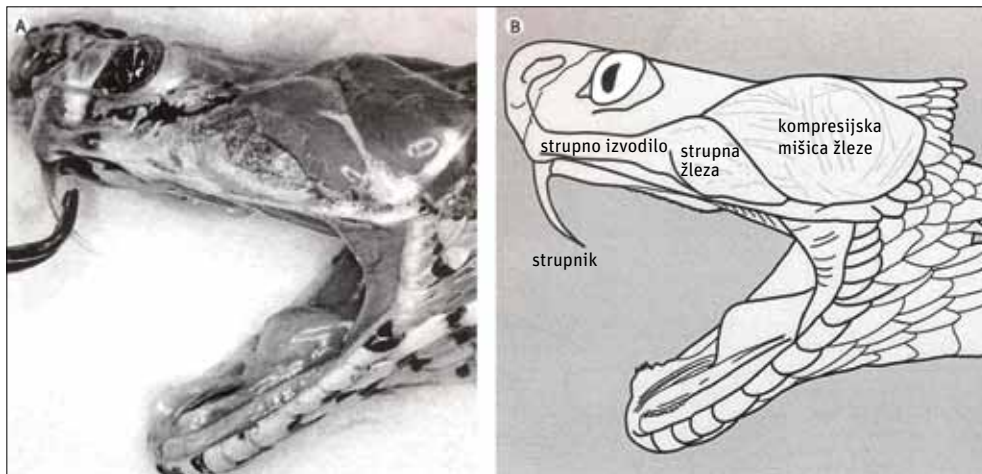 A
B
strupno izvodilo
strupna
žleza
kompresijska
mišica žleze
strupnik